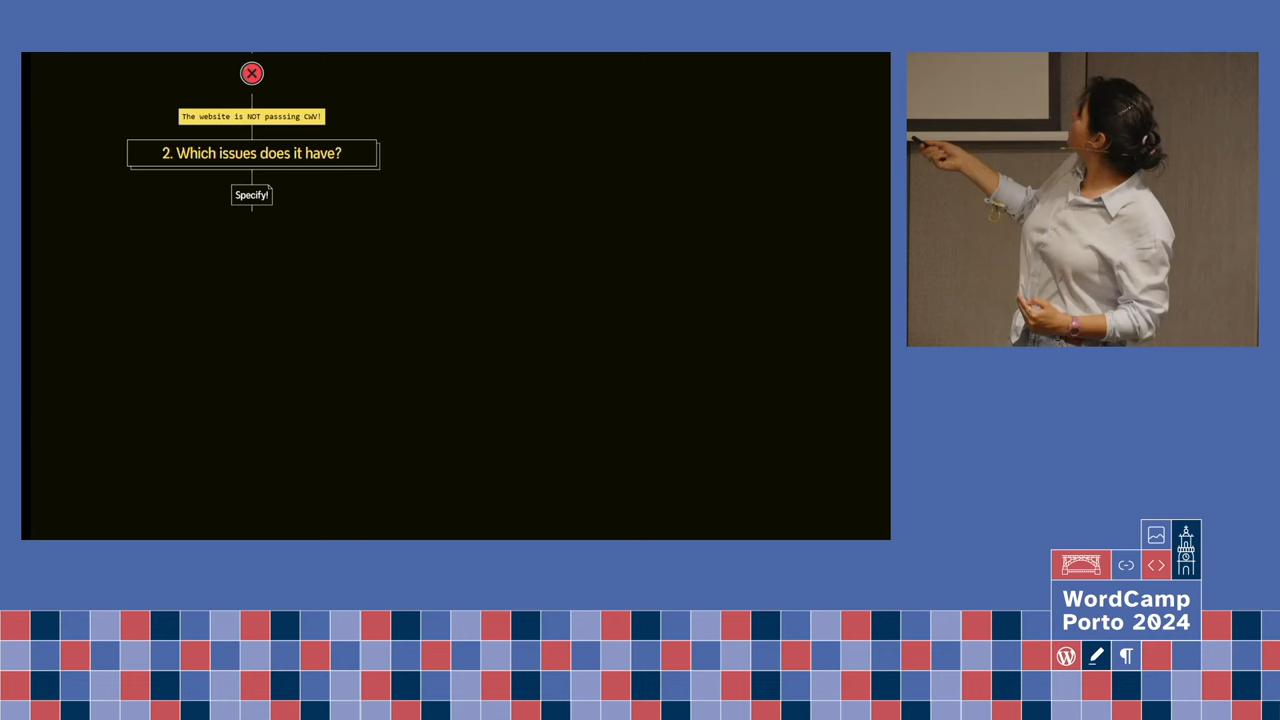 The website is NOT passsing CWV!
2. Which issues does it have?
Specify!
WordCamp
Porto 2024